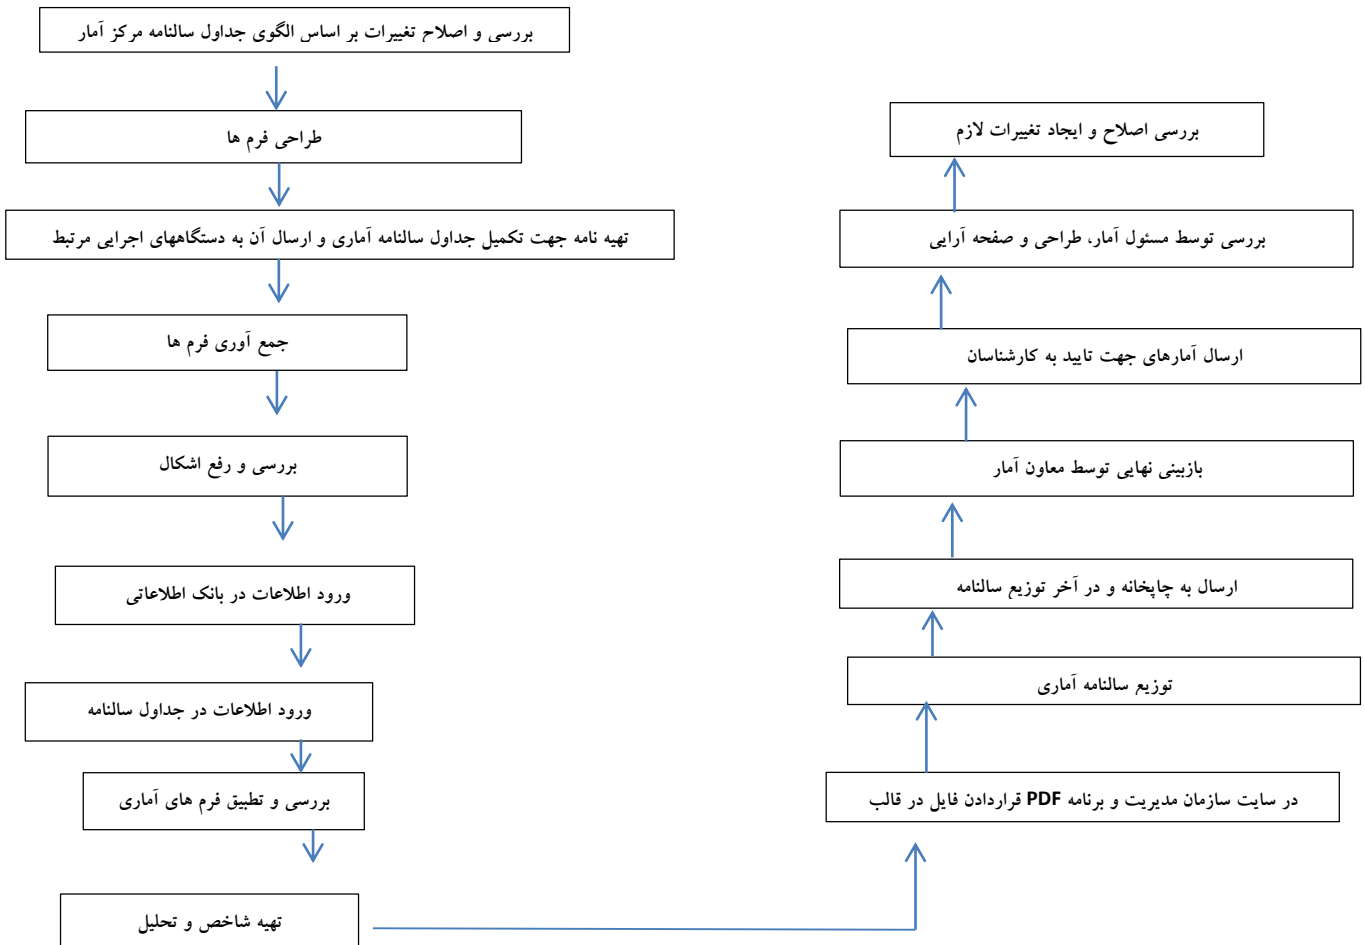 بررسی و اصلاح تغییرات بر اساس الگوی جداول سالنامه مرکز آمار
طراحی فرم ها
تهیه نامه جهت تکمیل جداول سالنامه آماری و ارسال آن به دستگاههای اجرایی مرتبط
جمع آوری فرم ها
بررسی و رفع اشکال
ورود اطلاعات در بانک اطلاعاتی
ورود اطلاعات در جداول سالنامه
بررسی و تطبیق فرم های آماری
تهیه شاخص و تحلیل
در سایت سازمان مدیریت و برنامه PDF قراردادن فایل در قالب
توزیع سالنامه آماری
ارسال به چاپخانه و در آخر توزیع سالنامه
بازبینی نهایی توسط معاون آمار
ارسال آمارهای جهت تایید به کارشناسان
بررسی توسط مسئول آمار، طراحی و صفحه آرایی
بررسی اصلاح و ایجاد تغییرات لازم